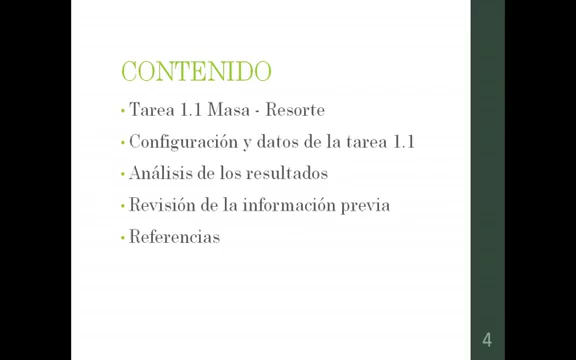 CONTENIDO
• Tarea 1.1 Masa - Resorte
• Configuración y datos de la tarea 1.1
• Análisis de los resultados
• Revisión de la información previa
• Referencias
4